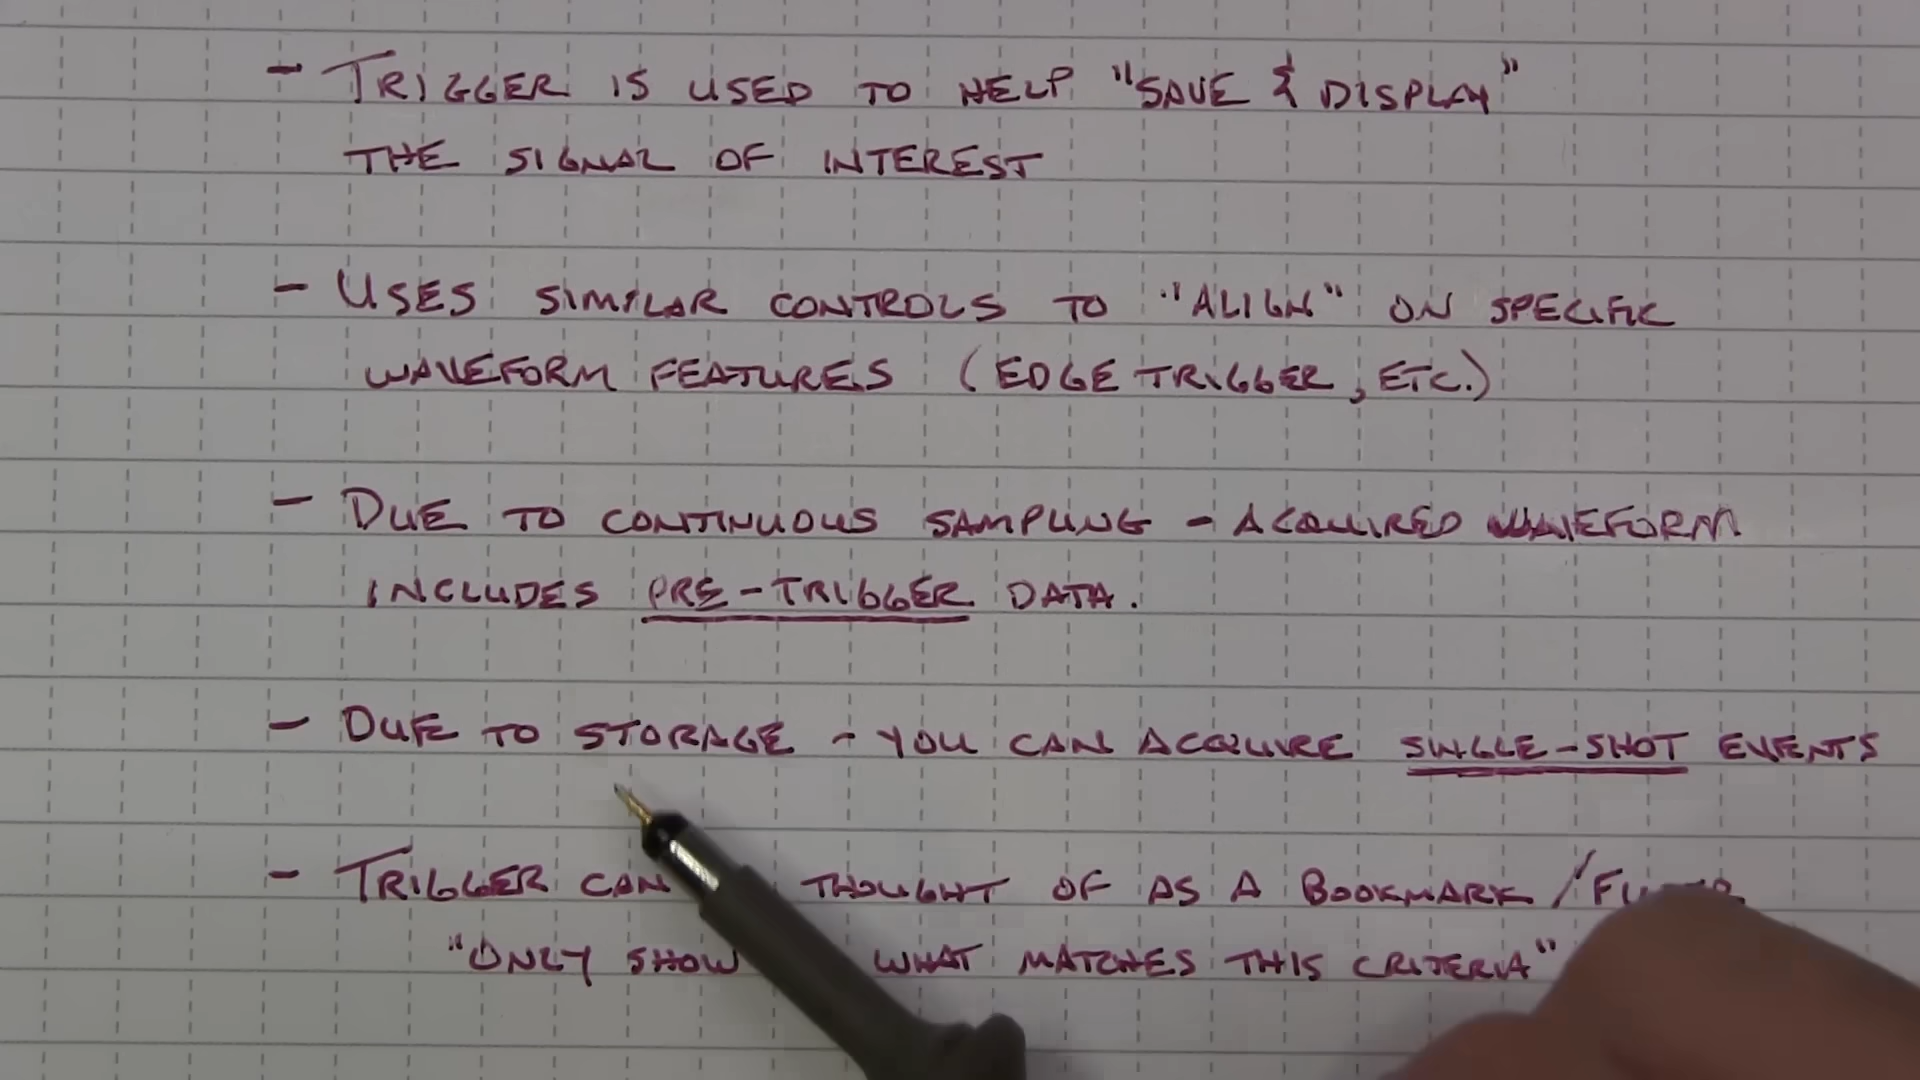 - TRIGGER IS USED TO HELP "SAVE & DISPLAY"
THE SIGNAL OF INTEREST
- USES SIMILAR CONTROLS TO "ALIGN" ON SPECIFIC
WAVEFORM FEATURES (EDGE TRIGGER, ETC.)
- DUE TO CONTINUOUS SAMPLING - ACQUIRED WAVEFORM
INCLUDES PRE-TRIGGER DATA.
- DUE TO STORAGE - YOU CAN ACQUIRE SINGLE-SHOT EVENTS
- TRIGGER CAN THOUGHT OF AS A BOOKMARK /
"ONLY SHOW WHAT MATCHES THIS CRITERIA"